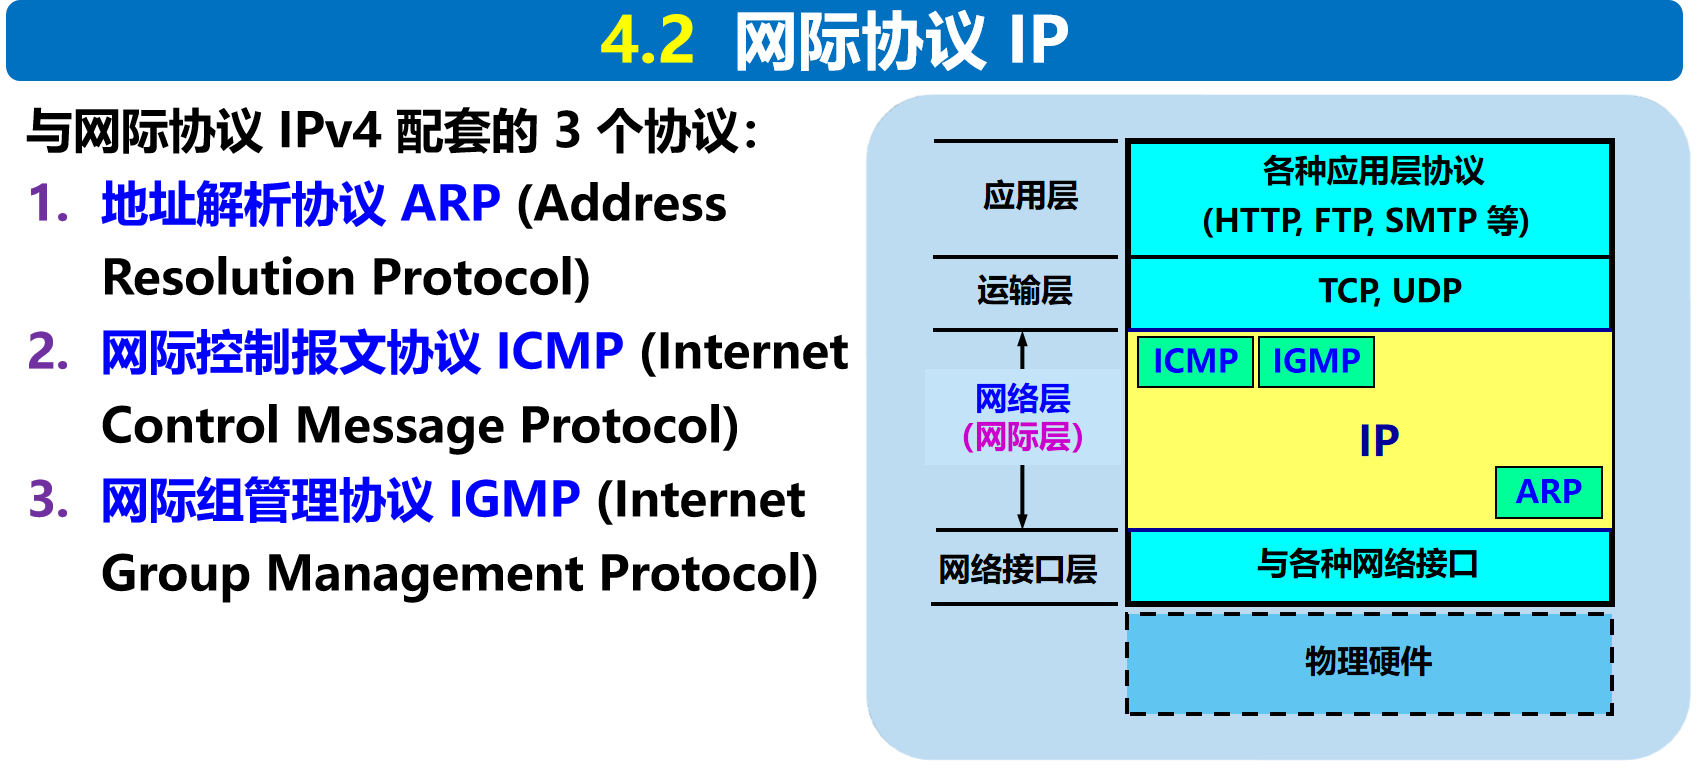 4.2 网际协议 IP
与网际协议 IPv4 配套的 3 个协议：
1. 地址解析协议 ARP (Address
Resolution Protocol)
2. 网际控制报文协议 ICMP (Internet
Control Message Protocol)
3. 网际组管理协议 IGMP (Internet
Group Management Protocol)
应用层
各种应用层协议
(HTTP, FTP, SMTP 等)
运输层
TCP, UDP
网络层
(网际层)
ICMP
IGMP
IP
ARP
网络接口层
与各种网络接口
物理硬件